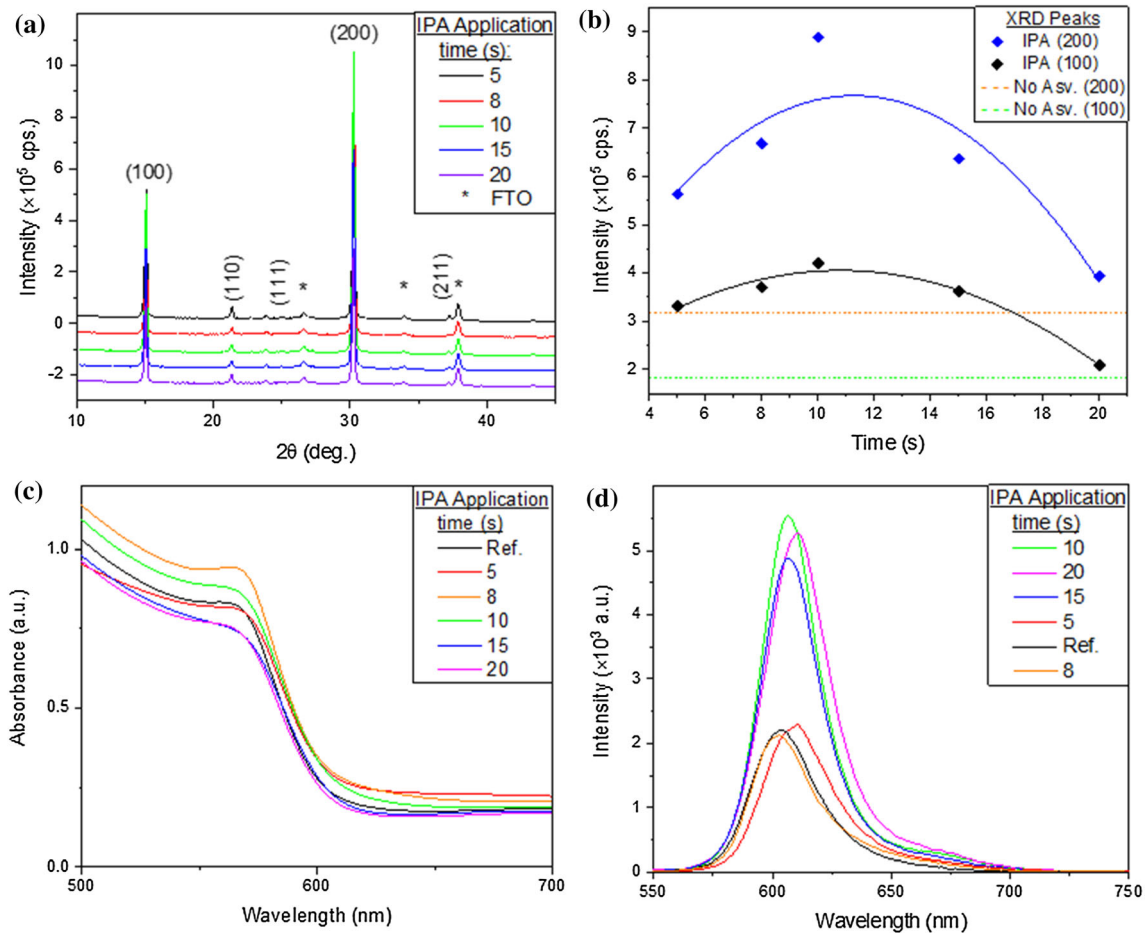 (a)
IPA Application
time (s):
5
8
10
15
20
* FTO
(100)
(110)
(111)
*
(200)
*
(211)
*
10
8
6
4
2
0
-2
Intensity (×10⁵ cps.)
10
20
30
40
2θ (deg.)
(b)
XRD Peaks
IPA (200)
IPA (100)
No Asv. (200)
No Asv. (100)
9
8
7
6
5
4
3
2
Intensity (×10⁵ cps.)
4
6
8
10
12
14
16
18
20
Time (s)
(c)
IPA Application
time (s)
Ref.
5
8
10
15
20
1.0
0.5
0.0
Absorbance (a.u.)
500
600
700
Wavelength (nm)
(d)
IPA Application
time (s)
10
20
15
5
Ref.
8
5
4
3
2
1
0
Intensity (×10³ a.u.)
550
600
650
700
750
Wavelength (nm)